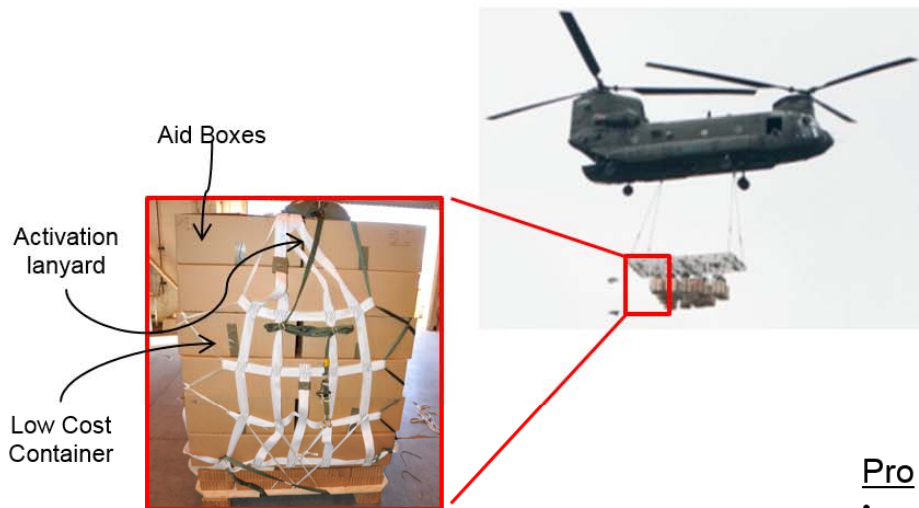 Aid Boxes
Activation
lanyard
Low Cost
Container
Pro
•